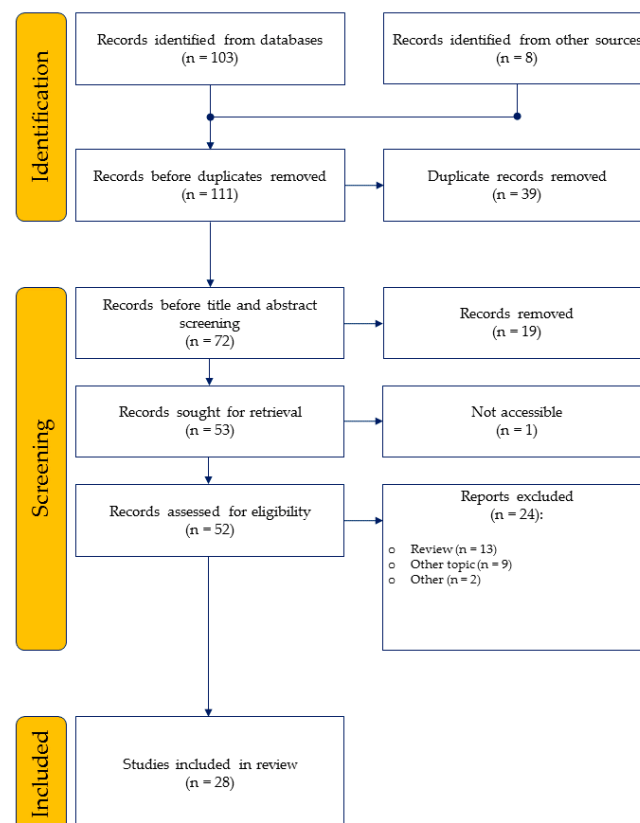 Identification
Records identified from databases
(n = 103)
Records identified from other sources
(n = 8)
Records before duplicates removed
(n = 111)
Duplicate records removed
(n = 39)
Screening
Records before title and abstract
screening
(n = 72)
Records removed
(n = 19)
Records sought for retrieval
(n = 53)
Not accessible
(n = 1)
Records assessed for eligibility
(n = 52)
Reports excluded
(n = 24):
o Review (n = 13)
o Other topic (n = 9)
o Other (n = 2)
Included
Studies included in review
(n = 28)